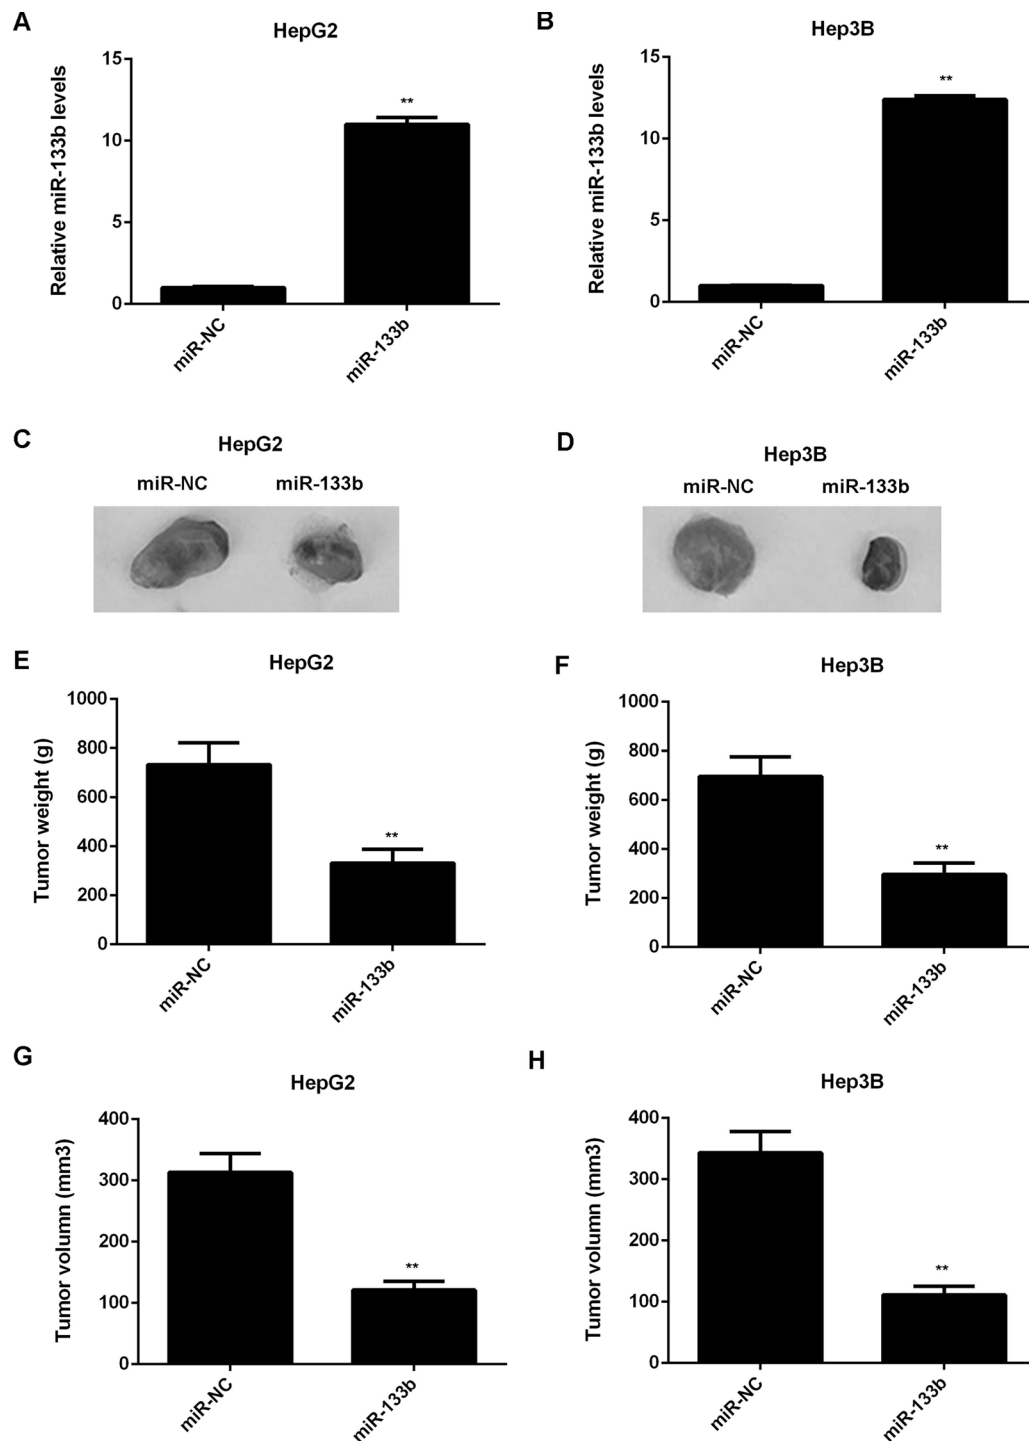 A
HepG2
Relative miR-133b levels
15
10
5
0
**
miR-NC
miR-133b
B
Hep3B
Relative miR-133b levels
15
10
5
0
**
miR-NC
miR-133b
C
HepG2
miR-NC miR-133b
D
Hep3B
miR-NC miR-133b
E
HepG2
Tumor weight (g)
1000
800
600
400
200
0
**
miR-NC
miR-133b
F
Hep3B
Tumor weight (g)
1000
800
600
400
200
0
**
miR-NC
miR-133b
G
HepG2
Tumor volumn (mm3)
400
300
200
100
0
**
miR-NC
miR-133b
H
Hep3B
Tumor volumn (mm3)
400
300
200
100
0
**
miR-NC
miR-133b